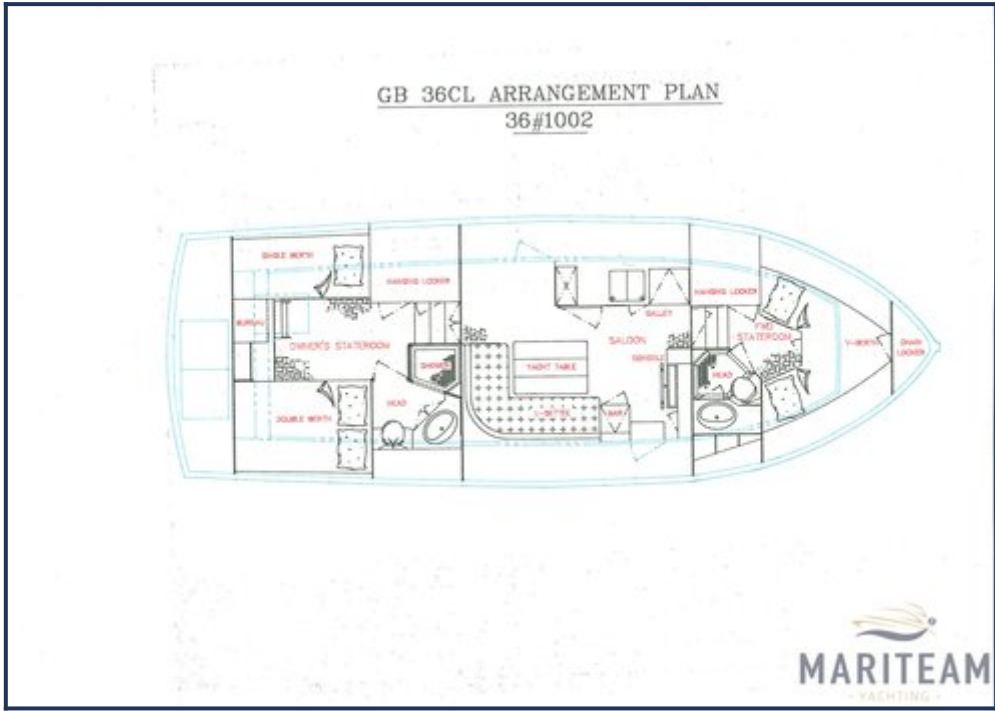 GB 36CL ARRANGEMENT PLAN
36#1002
SINGLE BERTH
HANGING LOCKER
BUREAU
OWNER'S STATEROOM
SHOWER
DOUBLE BERTH
HEAD
GALLEY
SALOON
YACHT TABLE
CONSOLE
L-SETTEE
BAR
HANGING LOCKER
FWD
STATEROOM
HEAD
V-BERTH
CHAIN
LOCKER
MARITEAM
- YACHTING -